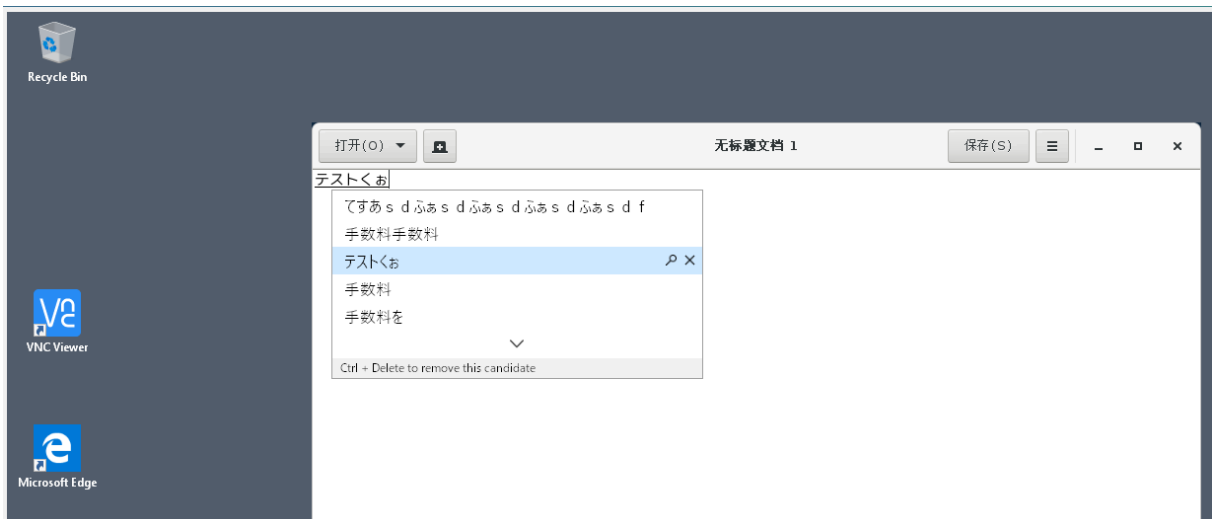 Recycle Bin
打开(O)
无标题文档 1
保存(S)
テストくぉ
てすあｓｄふぁｓｄふぁｓｄふぁｓｄふぁｓｄｆ
手数料手数料
テストくぉ
手数料
手数料を
Ctrl + Delete to remove this candidate
VNC Viewer
Microsoft Edge